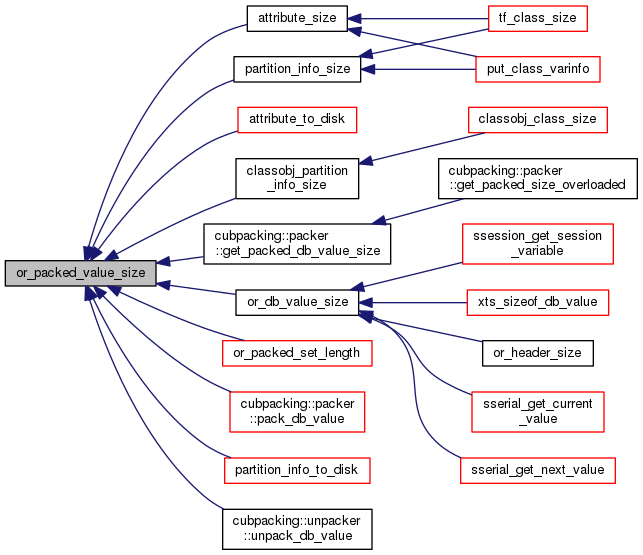 attribute_size
tf_class_size
partition_info_size
put_class_varinfo
attribute_to_disk
classobj_class_size
classobj_partition
_info_size
cubpacking::packer
::get_packed_size_overloaded
cubpacking::packer
::get_packed_db_value_size
ssession_get_session
_variable
or_packed_value_size
or_db_value_size
xts_sizeof_db_value
or_packed_set_length
or_header_size
cubpacking::packer
::pack_db_value
sserial_get_current
_value
partition_info_to_disk
sserial_get_next_value
cubpacking::unpacker
::unpack_db_value